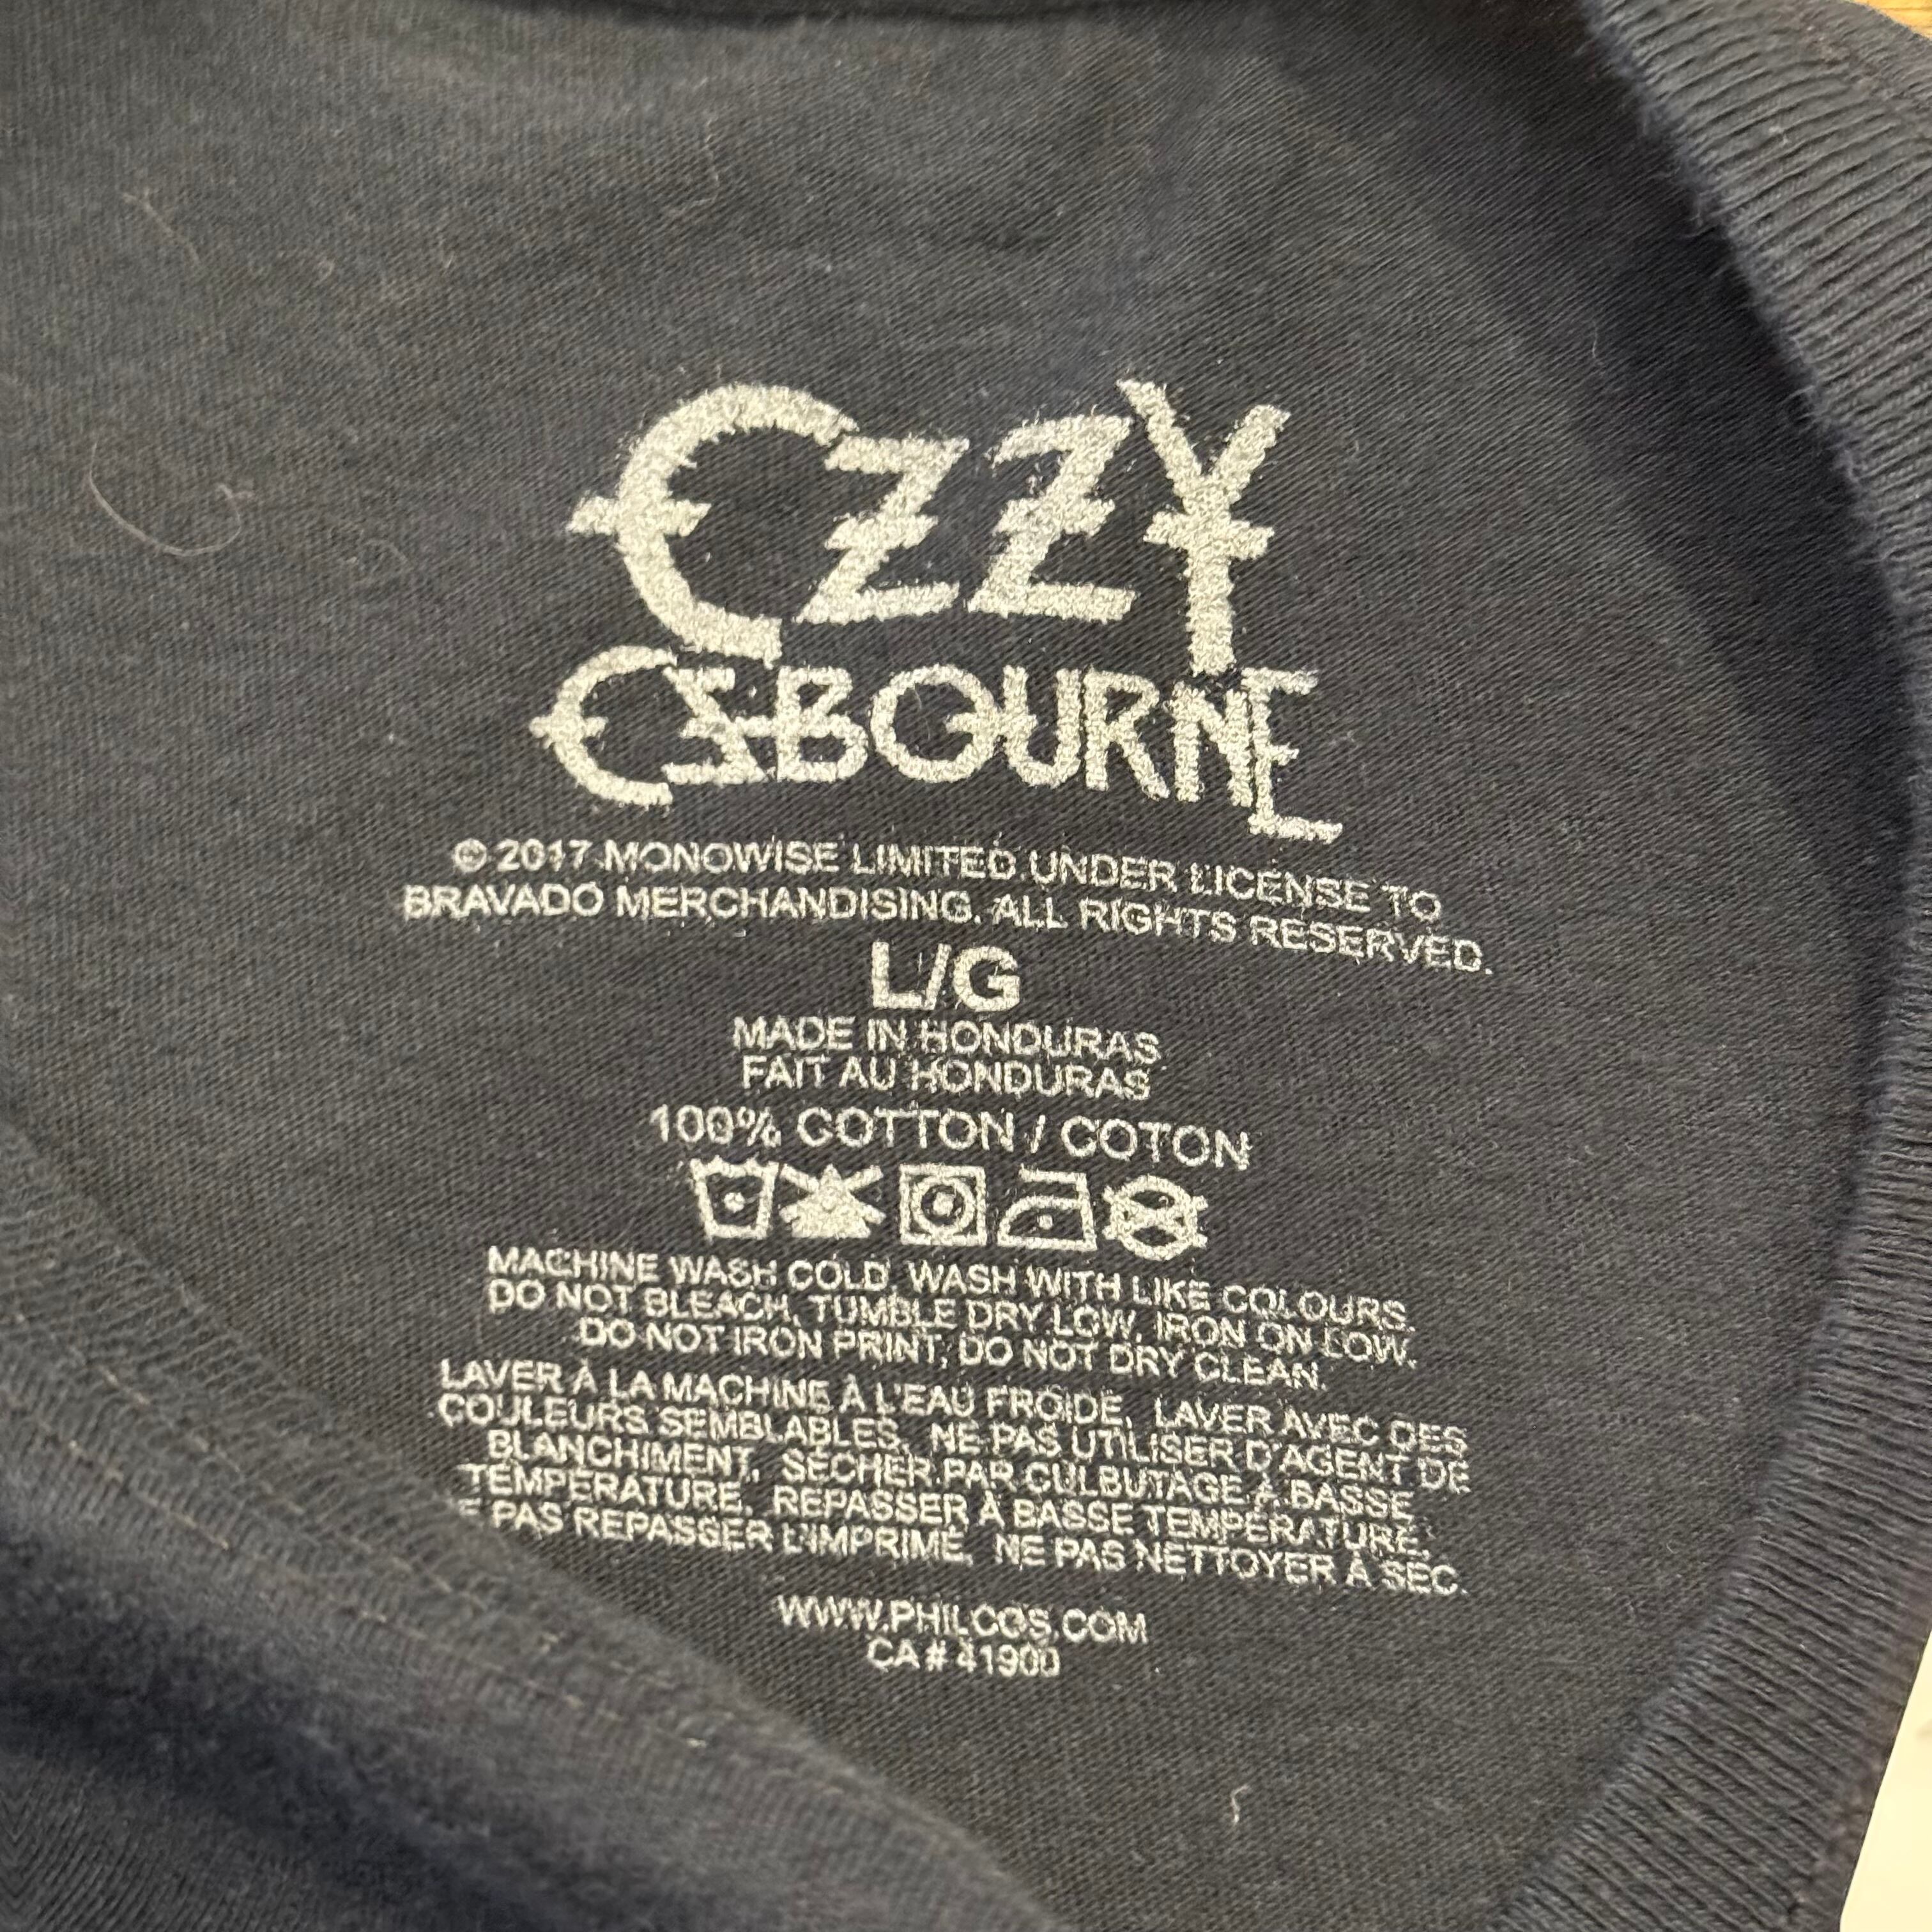 OZZY
OSBOURNE
© 2017 MONOWISE LIMITED UNDER LICENSE TO
BRAVADO MERCHANDISING. ALL RIGHTS RESERVED.
L/G
MADE IN HONDURAS
FAIT AU HONDURAS
100% COTTON / COTON
MACHINE WASH COLD, WASH WITH LIKE COLOURS.
DO NOT BLEACH, TUMBLE DRY LOW, IRON ON LOW.
DO NOT IRON PRINT, DO NOT DRY CLEAN.
LAVER À LA MACHINE À L'EAU FROIDE, LAVER AVEC DES
COULEURS SEMBLABLES, NE PAS UTILISER D'AGENT DE
BLANCHIMENT, SÉCHER PAR CULBUTAGE À BASSE
TEMPÉRATURE, REPASSER À BASSE TEMPÉRATURE,
E PAS REPASSER L'IMPRIMÉ, NE PAS NETTOYER À SEC.
WWW.PHILCOS.COM
CA # 41900